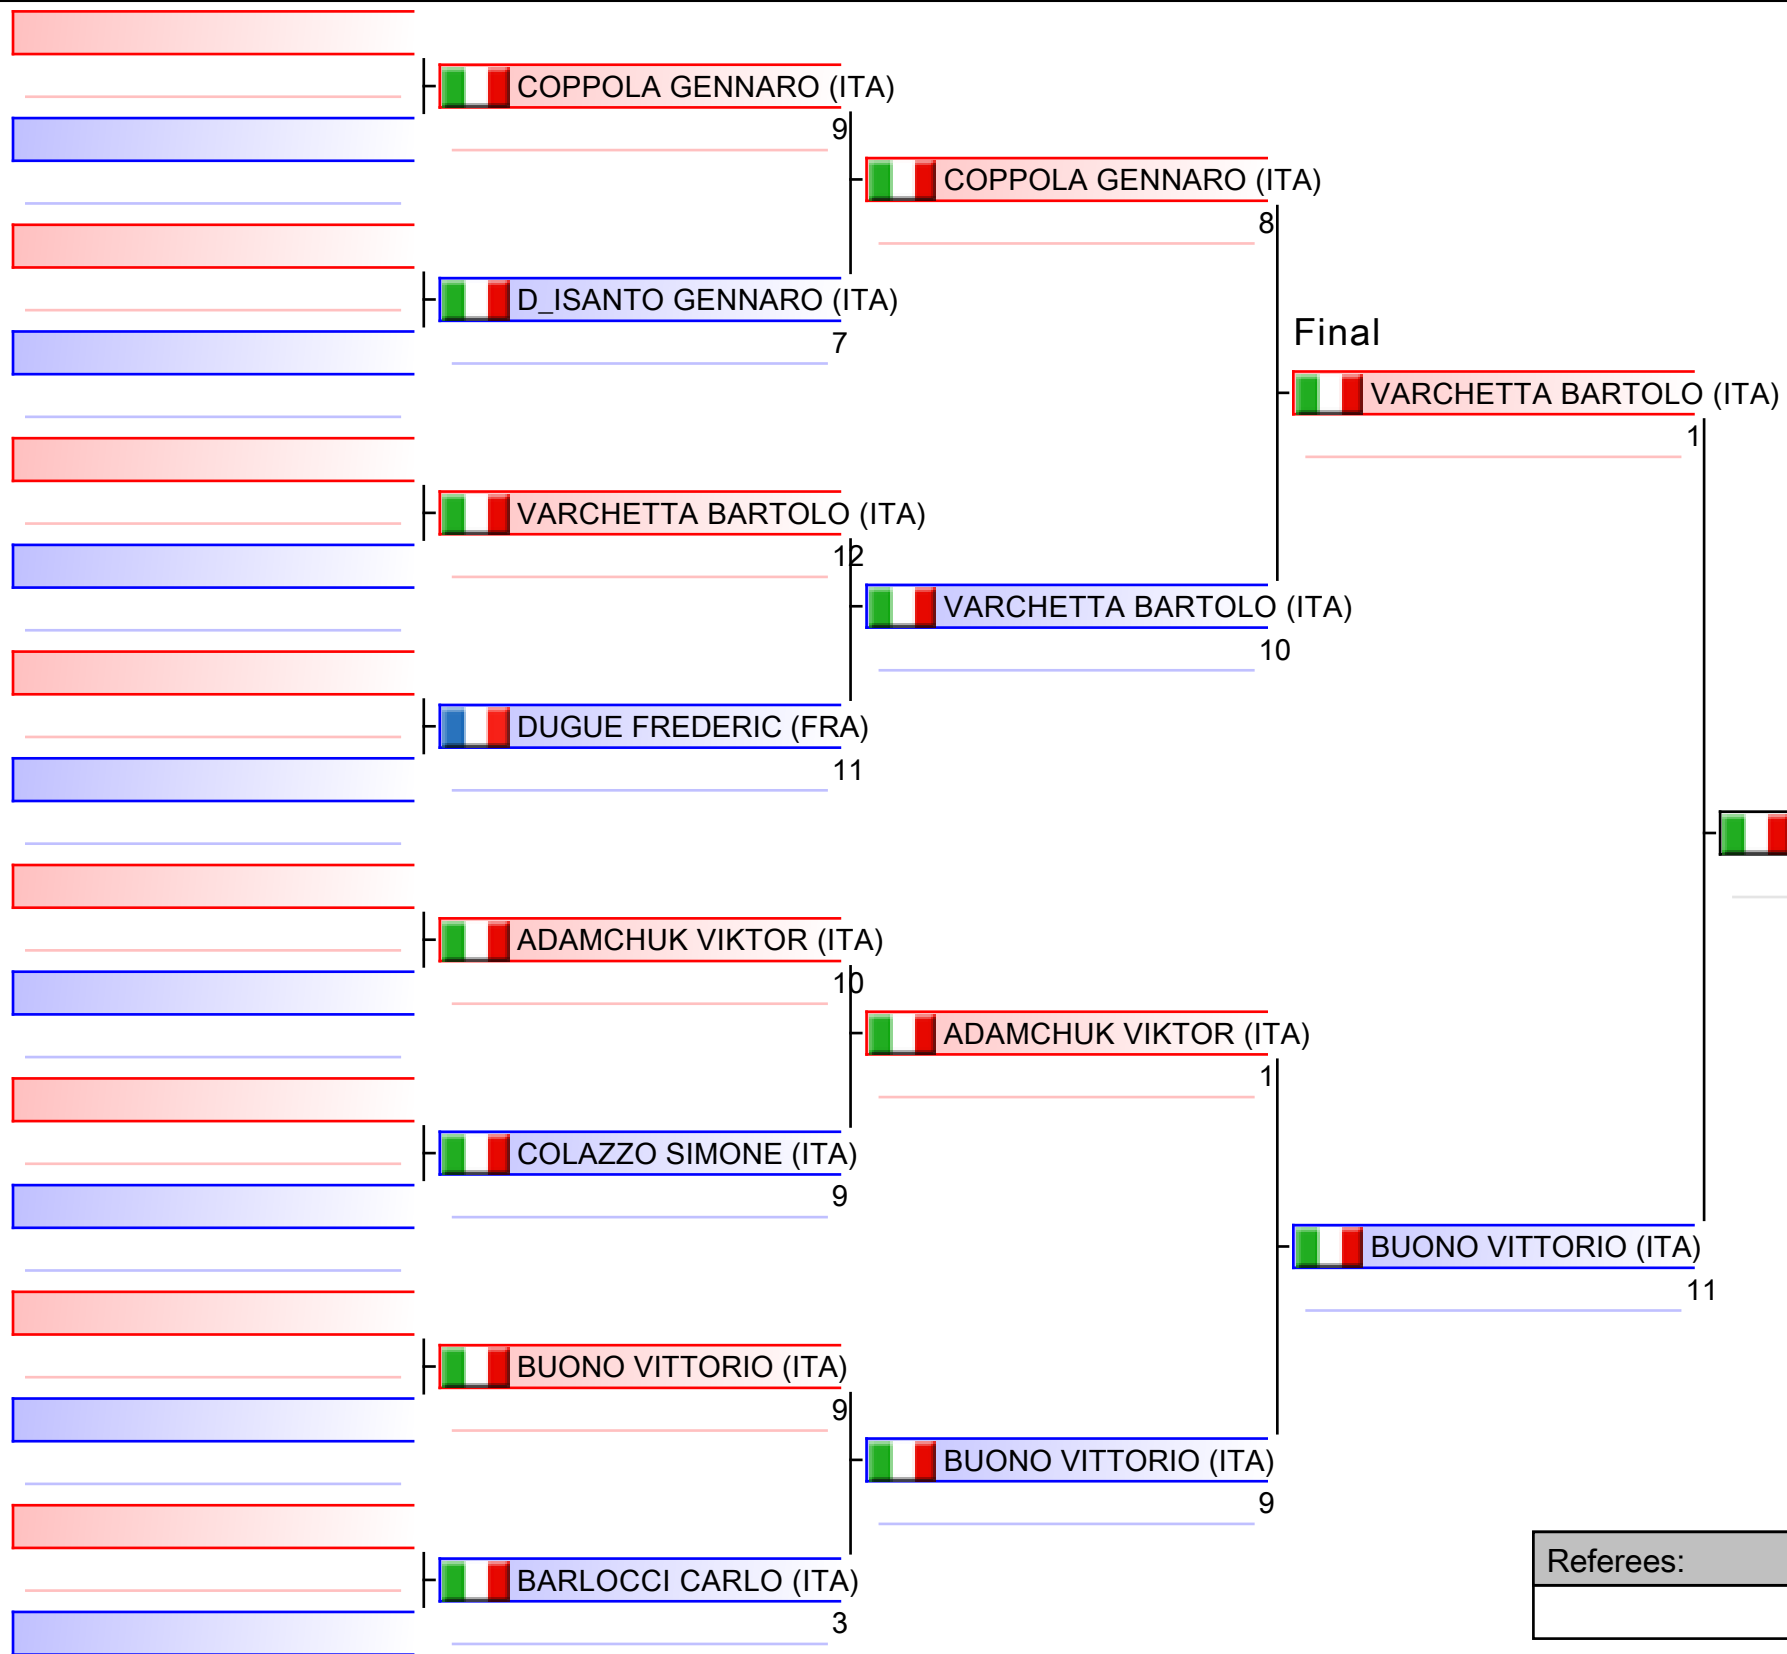 COPPOLA GENNARO (ITA)
9
COPPOLA GENNARO (ITA)
8
D_ISANTO GENNARO (ITA)
7
Final
VARCHETTA BARTOLO (ITA)
1
VARCHETTA BARTOLO (ITA)
12
VARCHETTA BARTOLO (ITA)
10
DUGUE FREDERIC (FRA)
11
ADAMCHUK VIKTOR (ITA)
10
ADAMCHUK VIKTOR (ITA)
1
COLAZZO SIMONE (ITA)
9
BUONO VITTORIO (ITA)
11
BUONO VITTORIO (ITA)
9
BUONO VITTORIO (ITA)
9
BARLOCCI CARLO (ITA)
3
Referees: